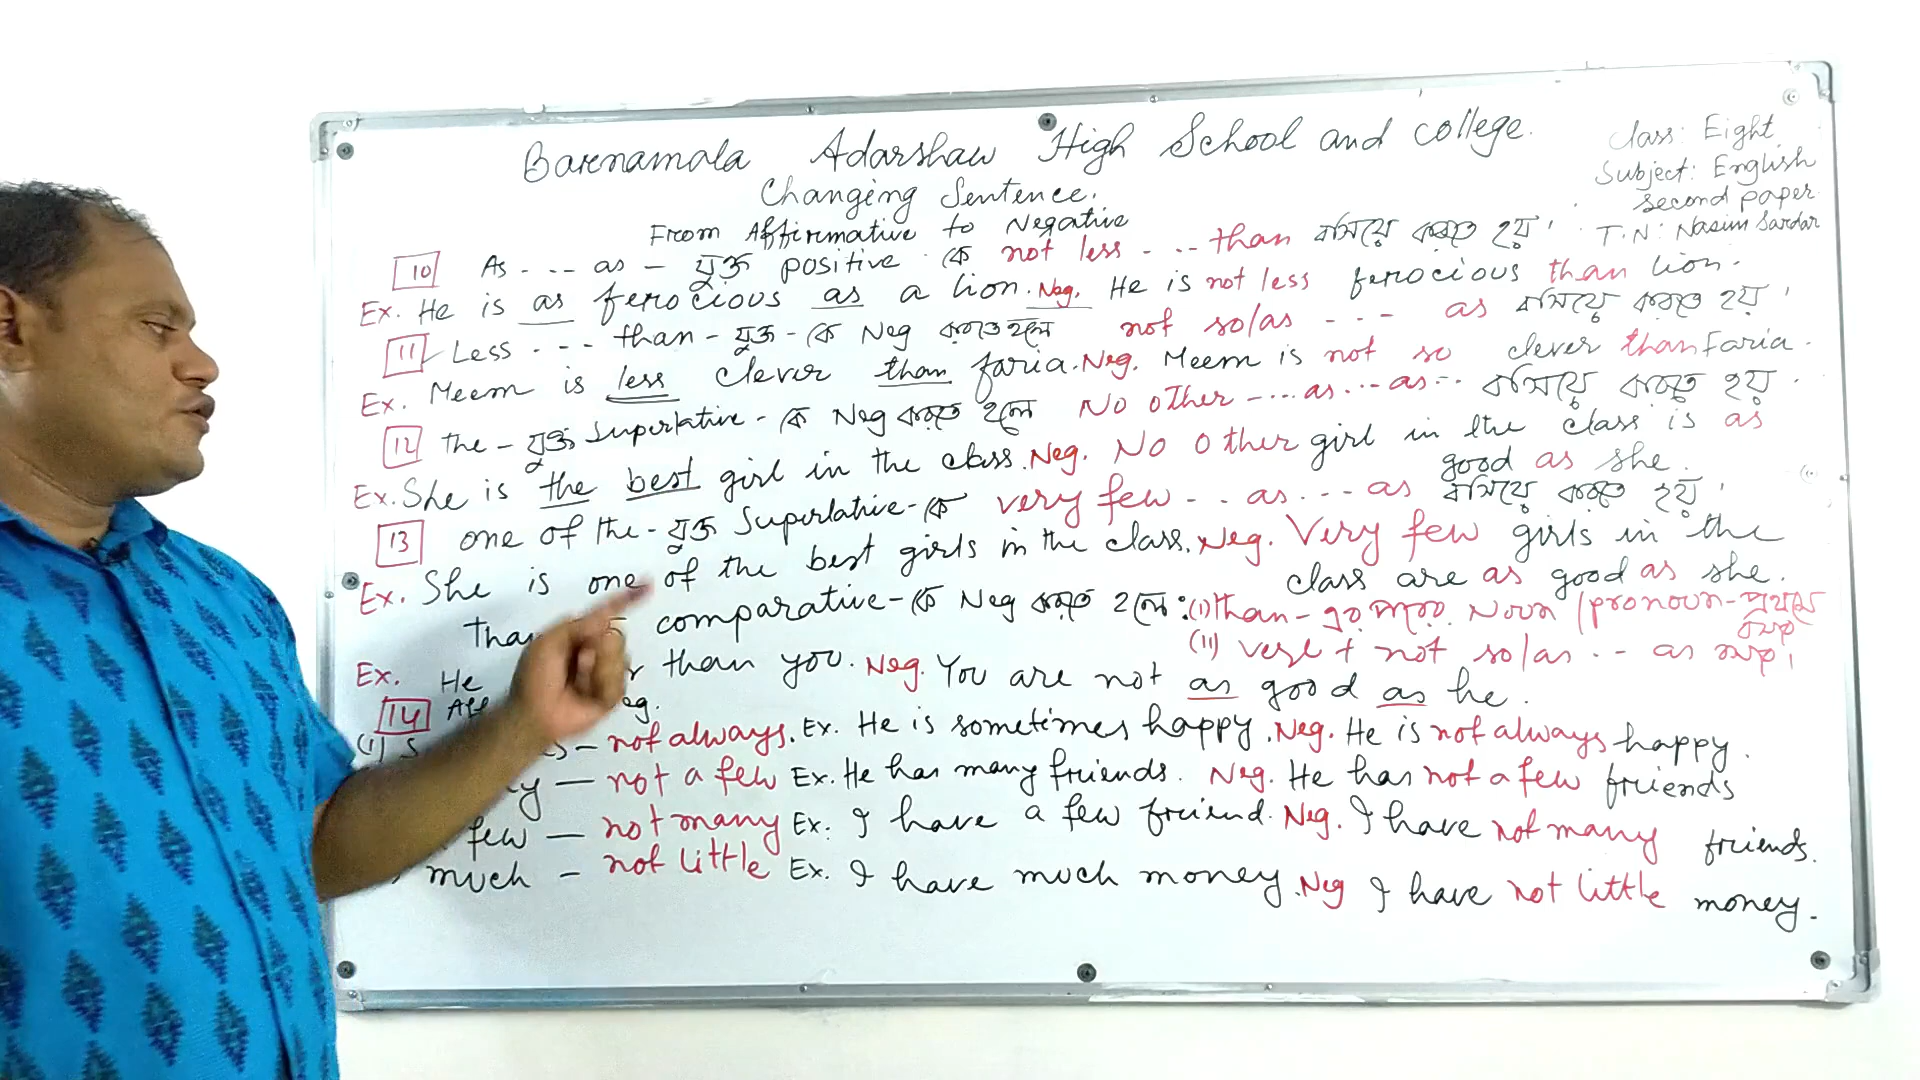 Barnamala Adarshaw High School and college.
Class: Eight
Subject: English
second paper
T.N: Nasim Sardar
Changing Sentence.
From Affirmative to Negative
10 As --- as - যুক্ত positive কে not less --- than বসিয়ে করতে হয়।
Ex. He is as ferocious as a lion. Neg. He is not less ferocious than lion.
11 Less --- than - যুক্ত - কে Neg করতে হলে not so/as --- as বসিয়ে করতে হয়।
Ex. Meem is less clever than faria. Neg. Meem is not so clever than Faria.
12 the - যুক্ত superlative - কে Neg করতে হলে No other --- as --- as -- বসিয়ে করতে হয়।
Ex. She is the best girl in the class. Neg. No other girl in the class is as
good as she.
13 one of the - যুক্ত Superlative - কে very few -- as --- as বসিয়ে করতে হয়।
Ex. She is one of the best girls in the class. Neg. Very few girls in the
class are as good as she.
comparative - কে Neg করতে হলে: (i) than - Noun / pronoun - প্রথমে
(ii) not so/as -- as
Ex. He than you. Neg. You are not as good as he.
14
(i) not always. Ex. He is sometimes happy. Neg. He is not always happy.
not a few Ex. He has many friends. Neg. He has not a few friends
few — not many Ex: I have a few friend. Neg. I have not many friends.
much - not little Ex. I have much money. Neg I have not little money.